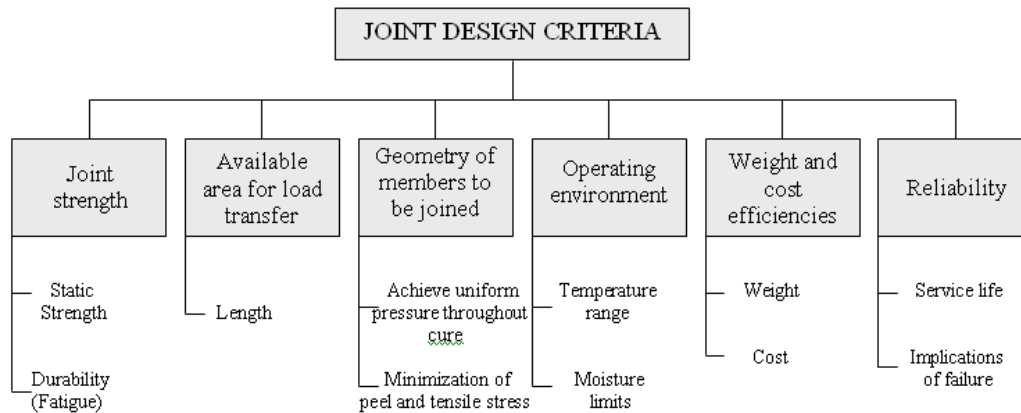 JOINT DESIGN CRITERIA
Joint
strength
Available
area for load
transfer
Geometry of
members to
be joined
Operating
environment
Weight and
cost
efficiencies
Reliability
Static
Strength
Durability
(Fatigue)
Length
Achieve uniform
pressure throughout
cure
Minimization of
peel and tensile stress
Temperature
range
Moisture
limits
Weight
Cost
Service life
Implications
of failure